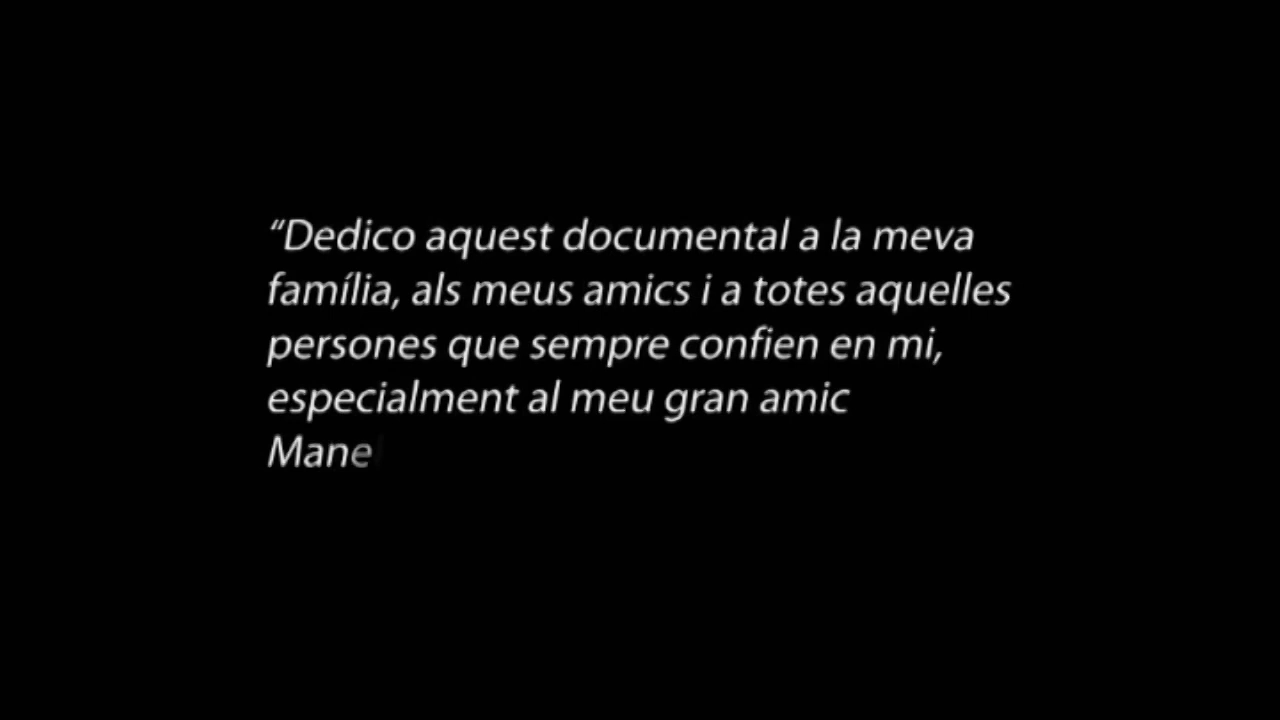 “Dedico aquest documental a la meva
família, als meus amics i a totes aquelles
persones que sempre confien en mi,
especialment al meu gran amic
Mane